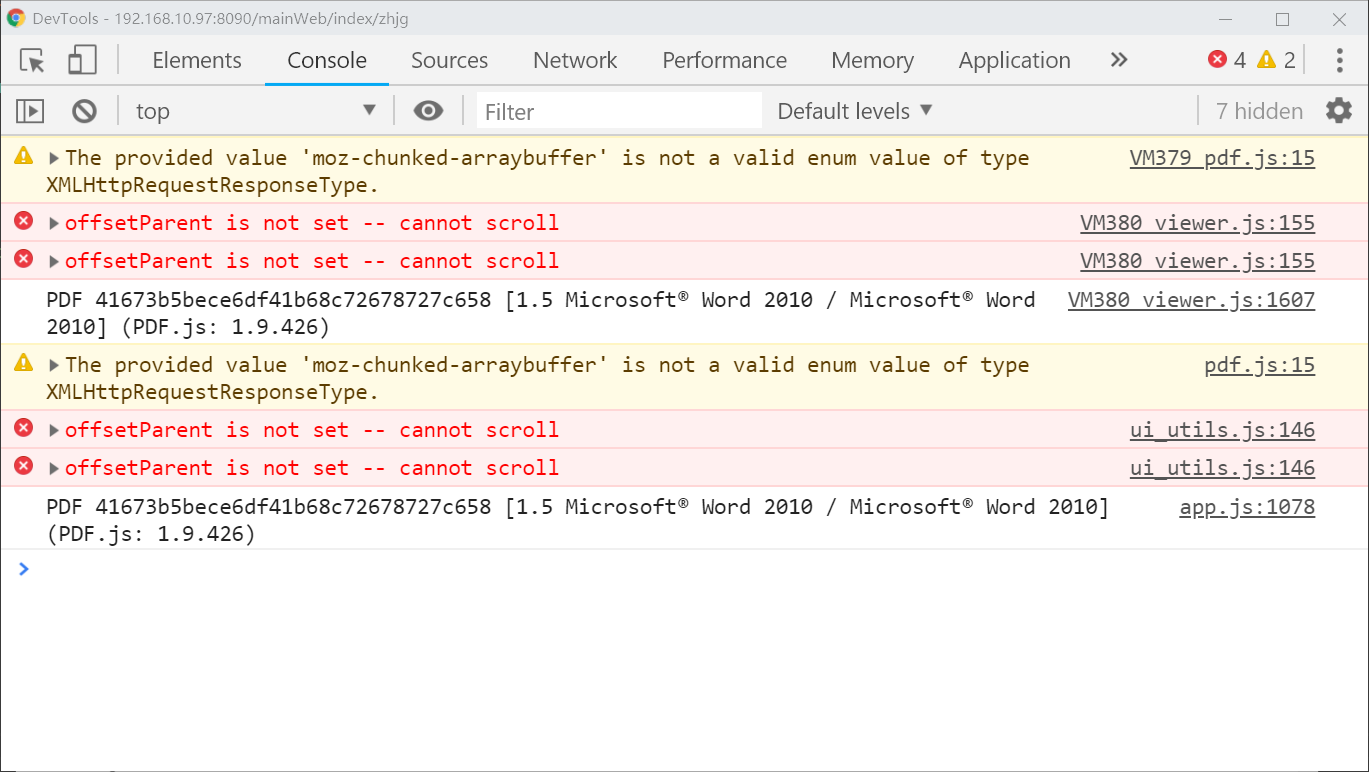 DevTools - 192.168.10.97:8090/mainWeb/index/zhjg
Elements Console Sources Network Performance Memory Application » 4 2
top Filter Default levels 7 hidden
The provided value 'moz-chunked-arraybuffer' is not a valid enum value of type VM379 pdf.js:15
XMLHttpRequestResponseType.
offsetParent is not set -- cannot scroll VM380 viewer.js:155
offsetParent is not set -- cannot scroll VM380 viewer.js:155
PDF 41673b5bece6df41b68c72678727c658 [1.5 Microsoft® Word 2010 / Microsoft® Word VM380 viewer.js:1607
2010] (PDF.js: 1.9.426)
The provided value 'moz-chunked-arraybuffer' is not a valid enum value of type pdf.js:15
XMLHttpRequestResponseType.
offsetParent is not set -- cannot scroll ui_utils.js:146
offsetParent is not set -- cannot scroll ui_utils.js:146
PDF 41673b5bece6df41b68c72678727c658 [1.5 Microsoft® Word 2010 / Microsoft® Word 2010] app.js:1078
(PDF.js: 1.9.426)